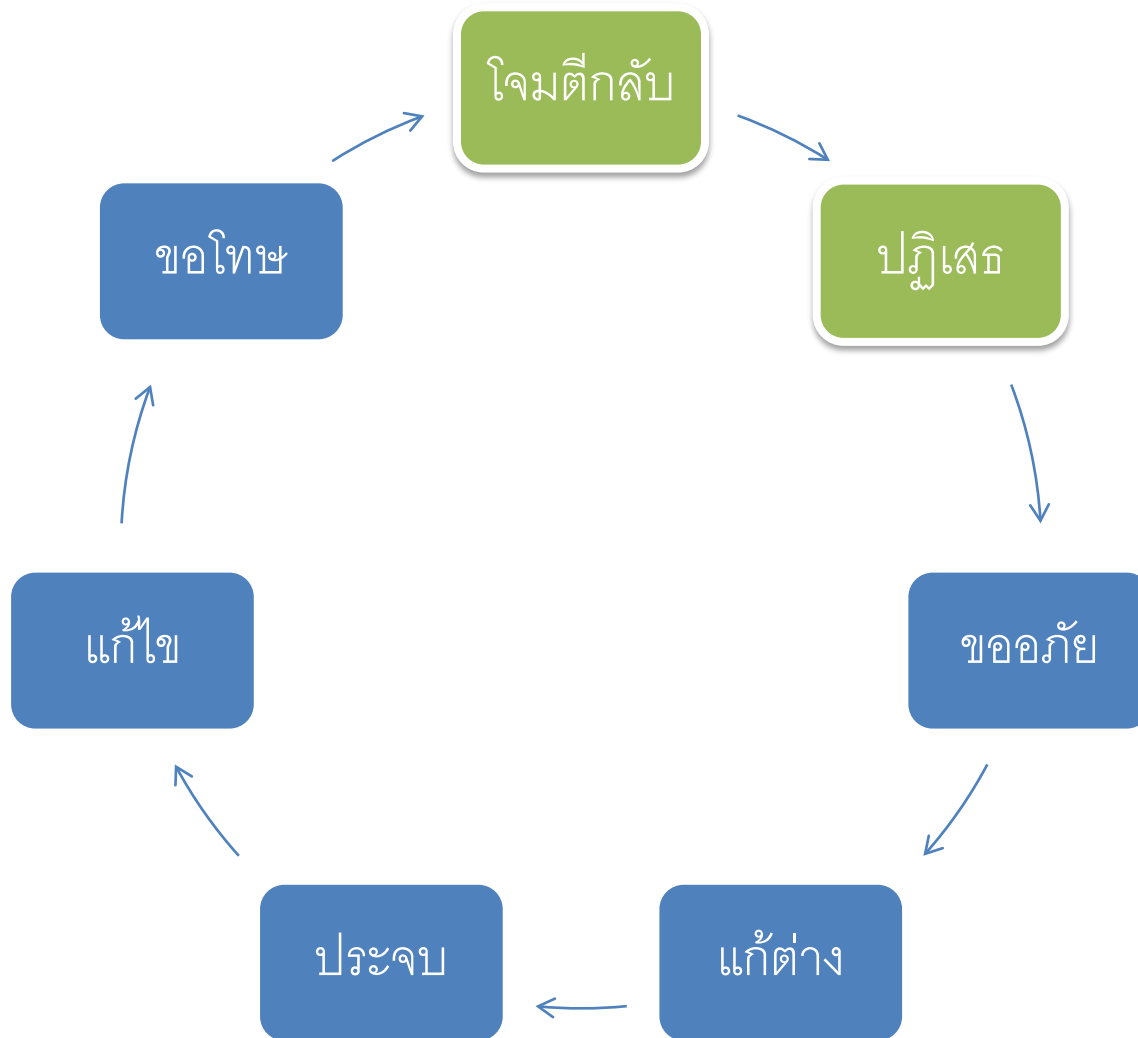 โจมตีกลับ
ปฏิเสธ
ขออภัย
แก้ต่าง
ประจบ
แก้ไข
ขอโทษ